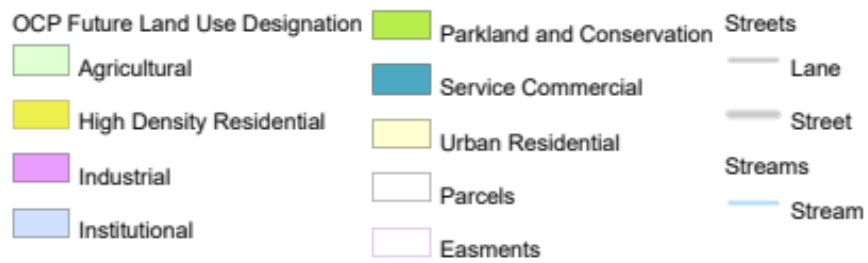 OCP Future Land Use Designation
Agricultural
High Density Residential
Industrial
Institutional
Parkland and Conservation
Service Commercial
Urban Residential
Parcels
Easments
Streets
Lane
Street
Streams
Stream